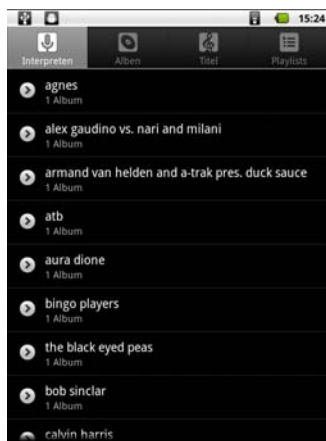 15:24
Interpreten Alben Titel Playlists
agnes
1 Album
alex gaudino vs. nari and milani
1 Album
armand van helden and a-trak pres. duck sauce
1 Album
atb
1 Album
aura dione
1 Album
bingo players
1 Album
the black eyed peas
1 Album
bob sinclar
1 Album
calvin harris